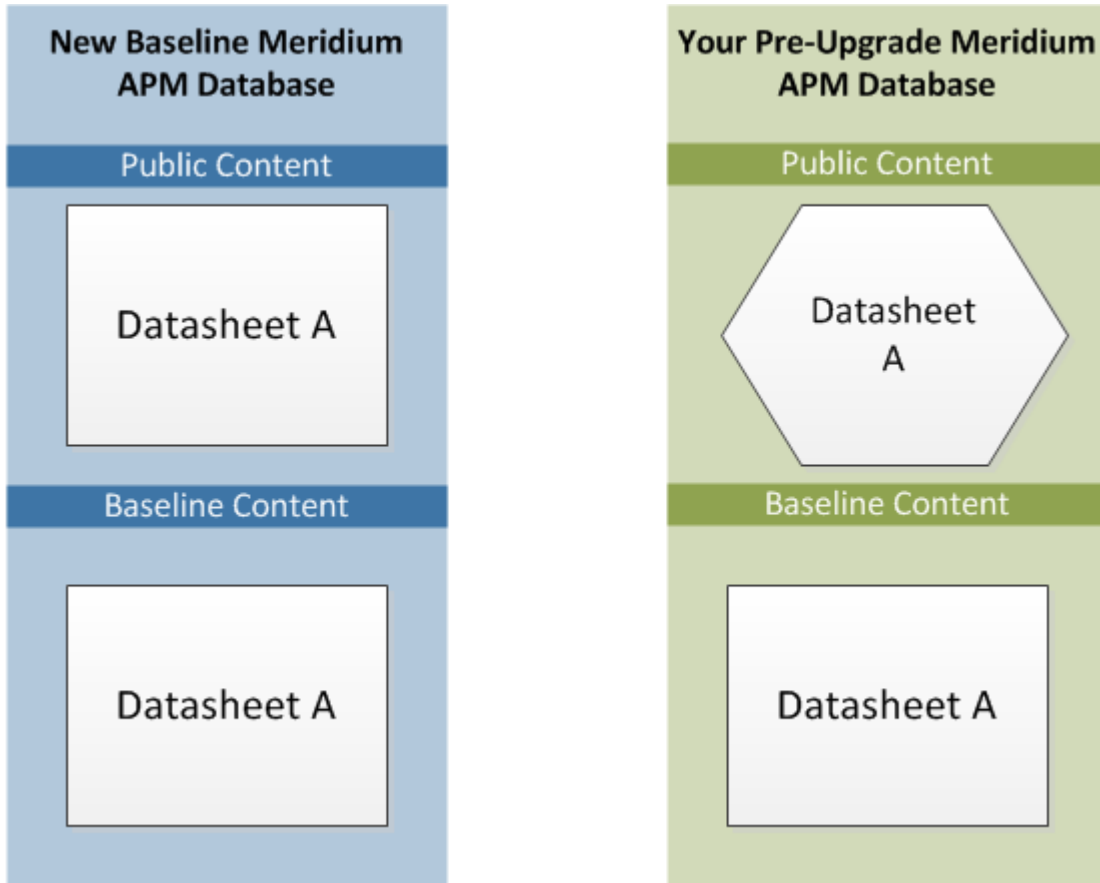 New Baseline Meridium
APM Database
Public Content
Datasheet A
Baseline Content
Datasheet A
Your Pre-Upgrade Meridium
APM Database
Public Content
Datasheet
A
Baseline Content
Datasheet A